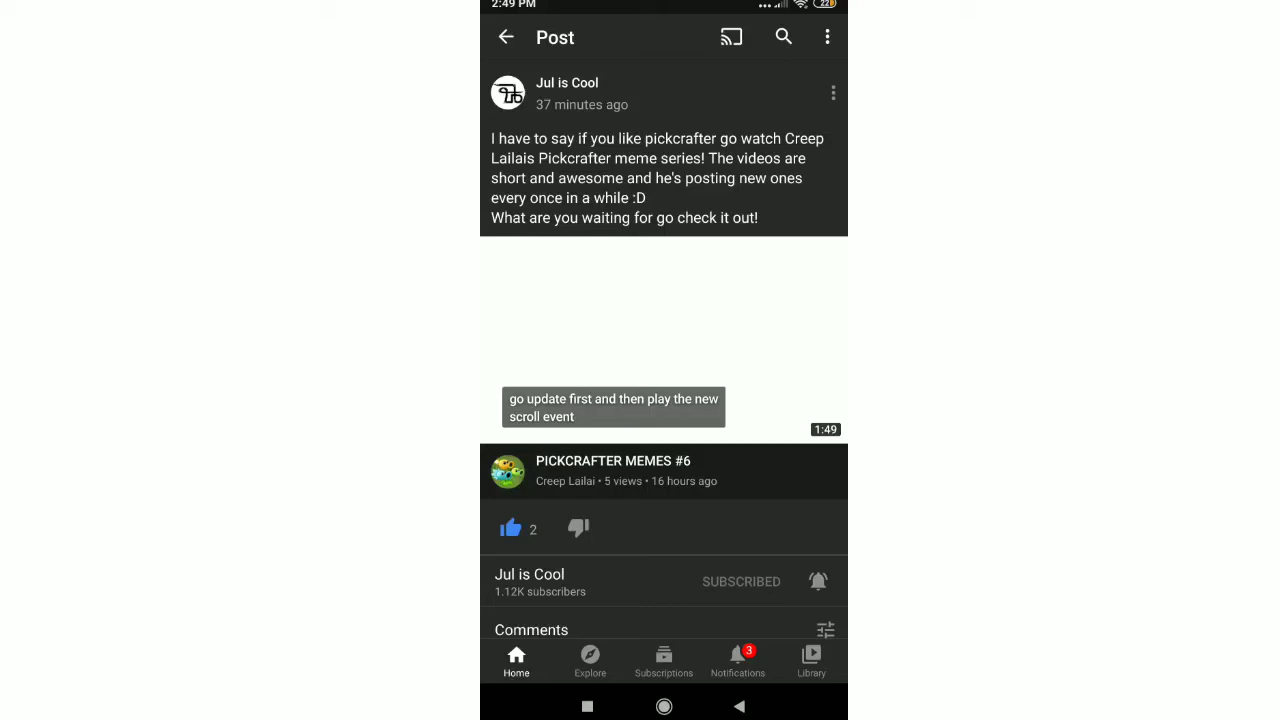 2:49 PM
22
Post
Jul is Cool
37 minutes ago
I have to say if you like pickcrafter go watch Creep
Lailais Pickcrafter meme series! The videos are
short and awesome and he's posting new ones
every once in a while :D
What are you waiting for go check it out!
go update first and then play the new
scroll event
1:49
PICKCRAFTER MEMES #6
Creep Lailai • 5 views • 16 hours ago
2
Jul is Cool
1.12K subscribers
SUBSCRIBED
Comments
3
Home
Explore
Subscriptions
Notifications
Library